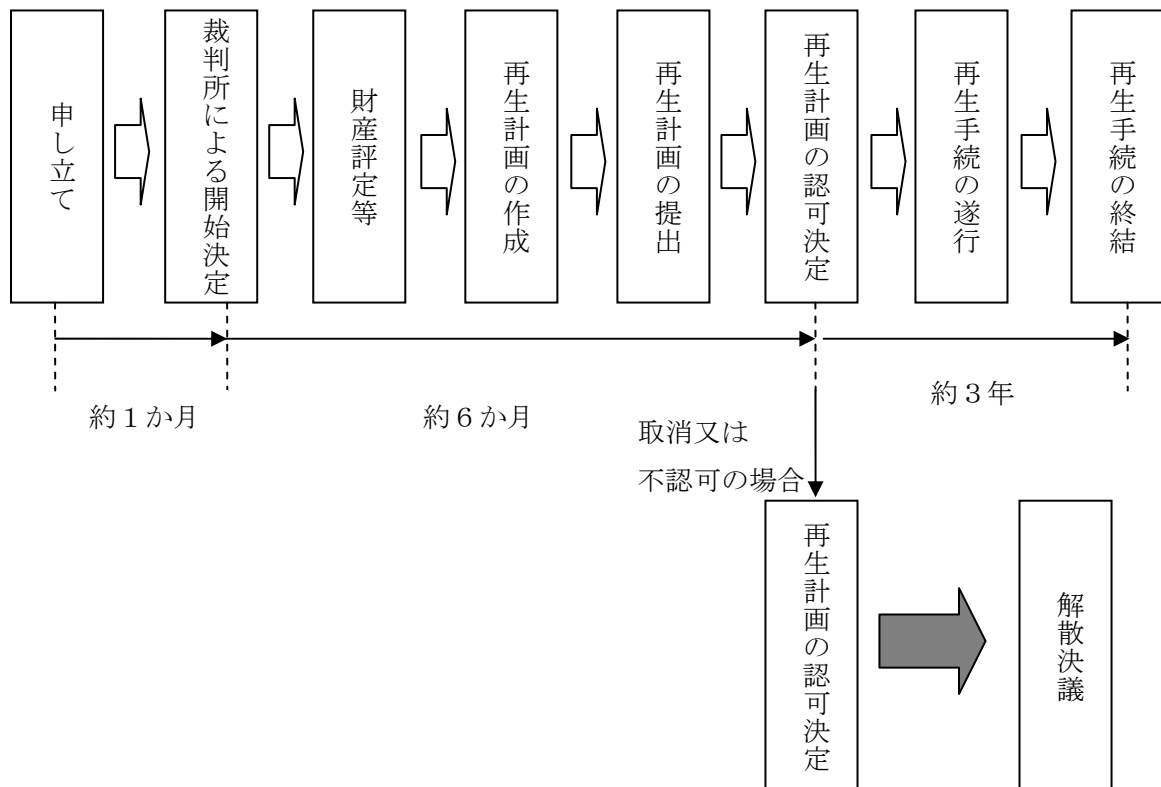 申し立て
裁判所による開始決定
財産評定等
再生計画の作成
再生計画の提出
再生計画の認可決定
再生手続の遂行
再生手続の終結
約１か月
約６か月
約３年
取消又は
不認可の場合
再生計画の認可決定
解散決議